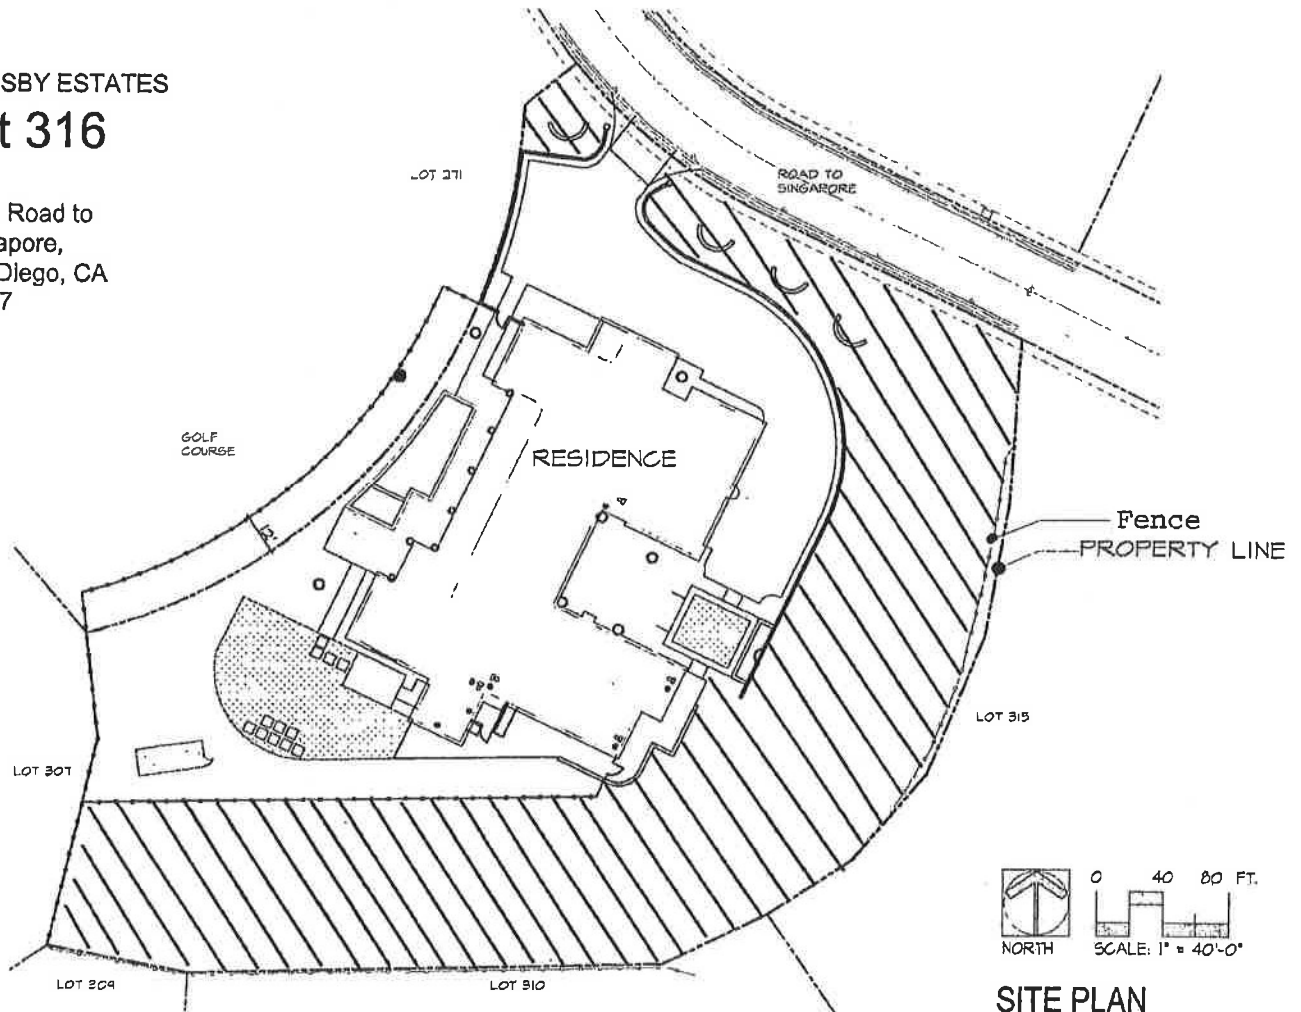 SBY ESTATES
t 316
Road to
apore,
Diego, CA
7
LOT 271
ROAD TO
SINGAPORE
GOLF
COURSE
RESIDENCE
Fence
PROPERTY LINE
LOT 315
LOT 307
LOT 209
LOT 310
0 40 80 FT.
NORTH
SCALE: 1" = 40'-0"
SITE PLAN